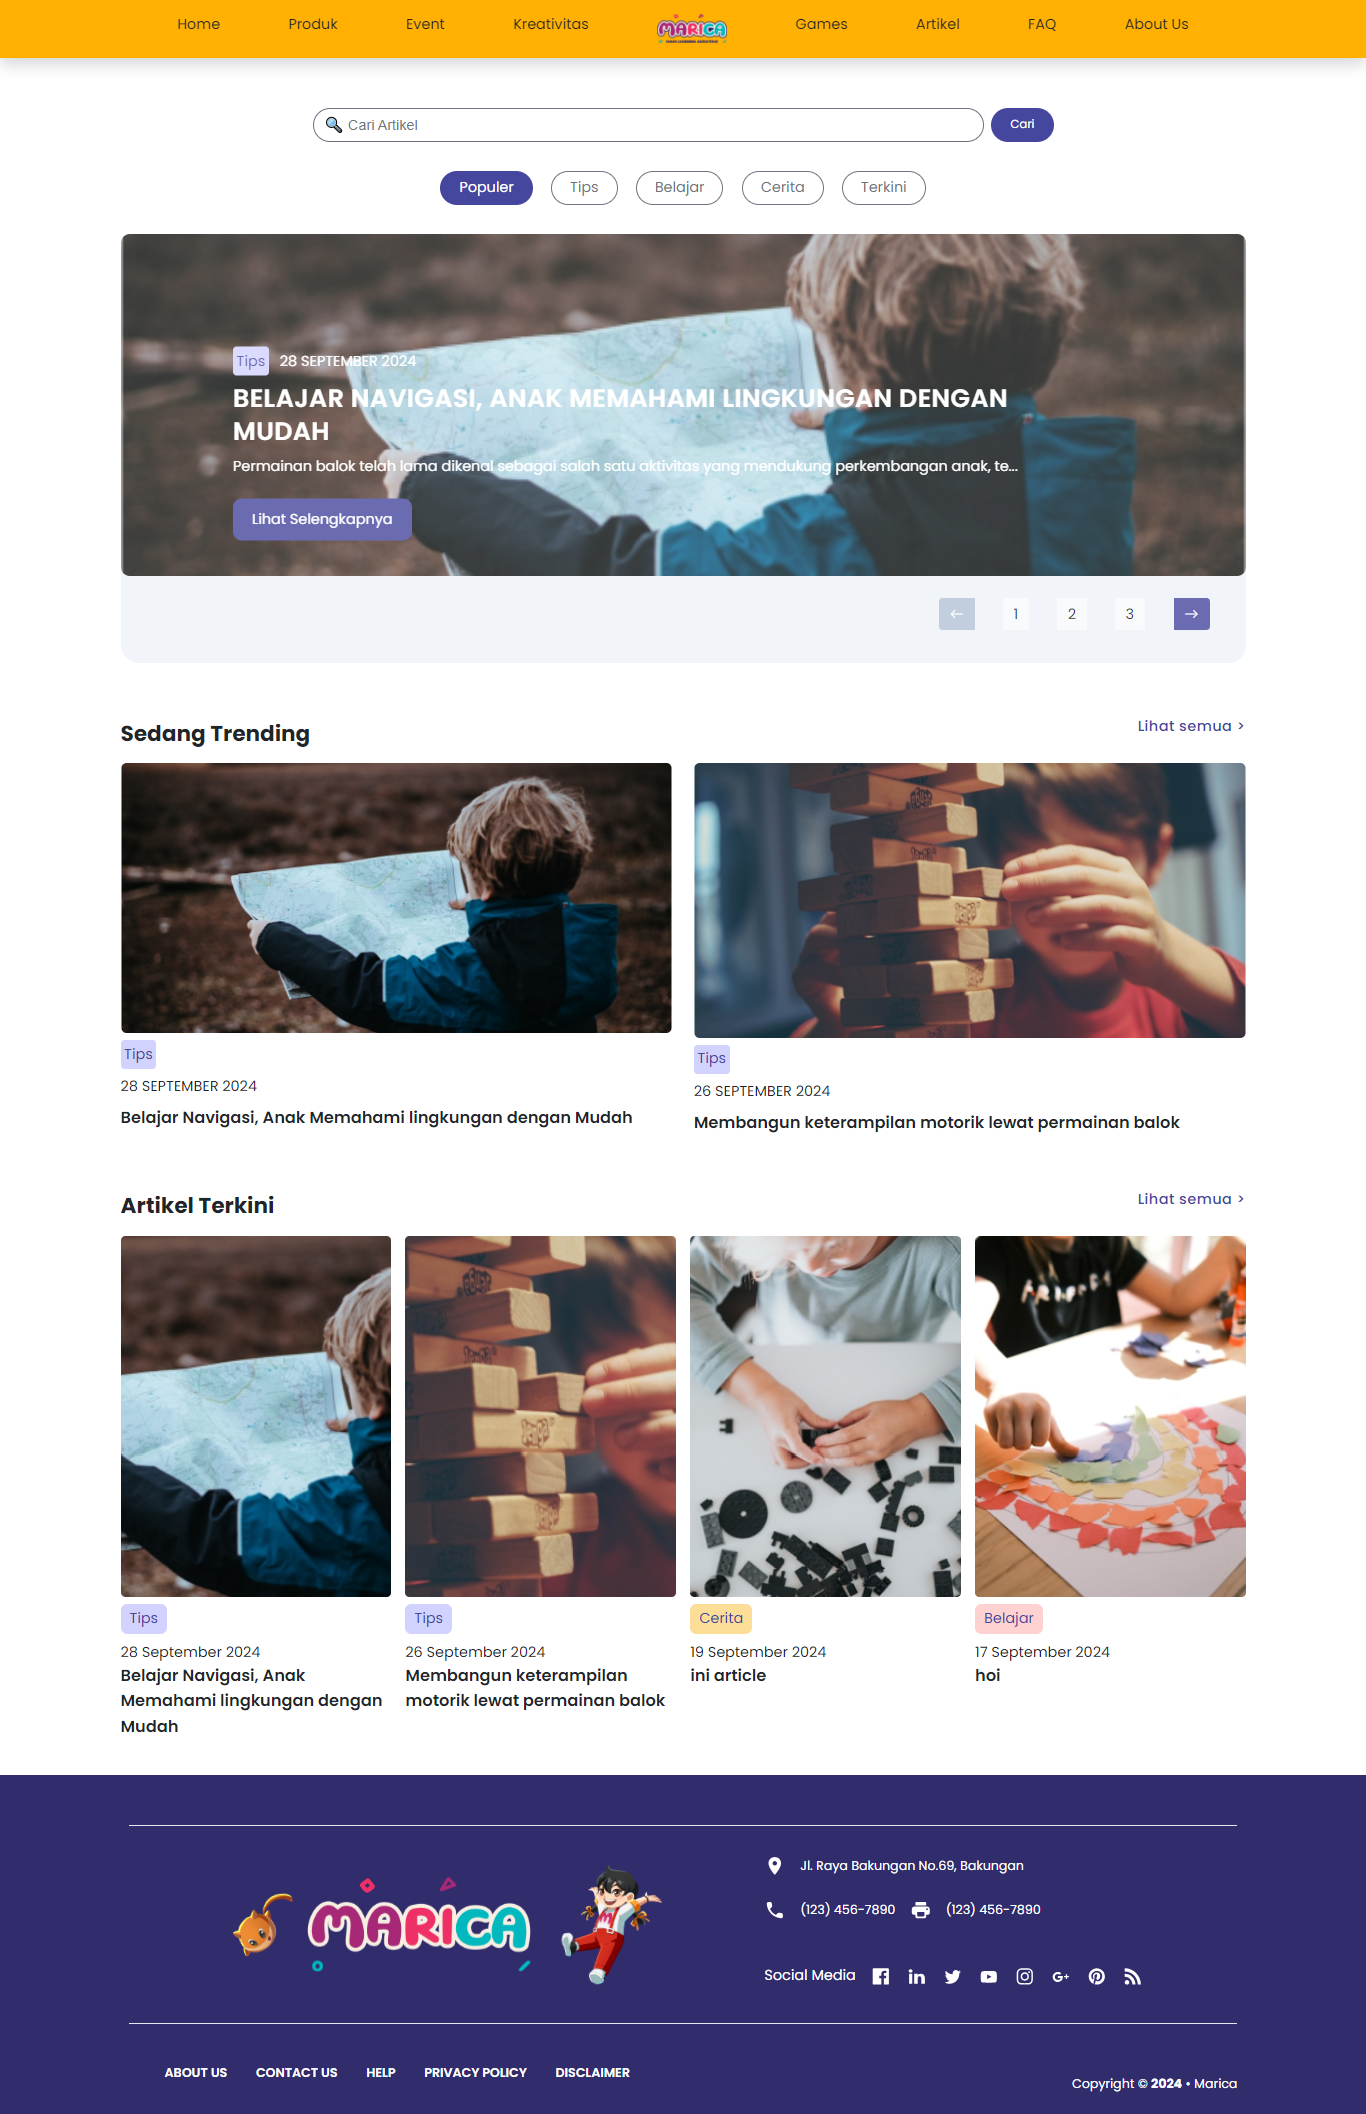 Home Produk Event Kreativitas MARICA Games Artikel FAQ About Us
Cari Artikel Cari
Populer Tips Belajar Cerita Terkini
Tips 28 SEPTEMBER 2024
BELAJAR NAVIGASI, ANAK MEMAHAMI LINGKUNGAN DENGAN
MUDAH
Permainan balok telah lama dikenal sebagai salah satu aktivitas yang mendukung perkembangan anak, te...
Lihat Selengkapnya
← 1 2 3 →
Sedang Trending Lihat semua >
Tips
28 SEPTEMBER 2024
Belajar Navigasi, Anak Memahami lingkungan dengan Mudah
Tips
26 SEPTEMBER 2024
Membangun keterampilan motorik lewat permainan balok
Artikel Terkini Lihat semua >
Tips
28 September 2024
Belajar Navigasi, Anak
Memahami lingkungan dengan
Mudah
Tips
26 September 2024
Membangun keterampilan
motorik lewat permainan balok
Cerita
19 September 2024
ini article
Belajar
17 September 2024
hoi
MARICA
Jl. Raya Bakungan No.69, Bakungan
(123) 456-7890 (123) 456-7890
Social Media
ABOUT US CONTACT US HELP PRIVACY POLICY DISCLAIMER
Copyright © 2024 • Marica